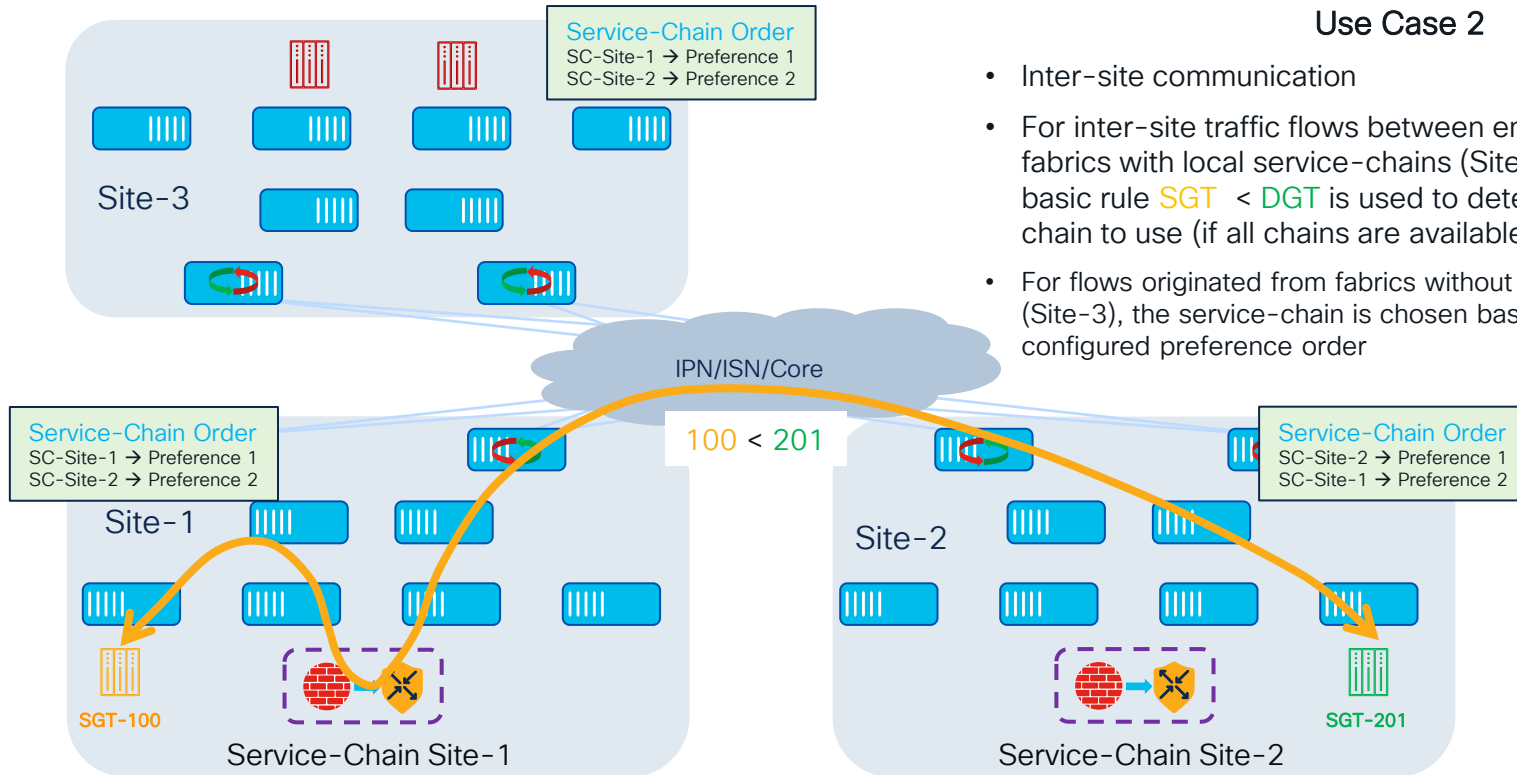 Use Case 2
Service-Chain Order
SC-Site-1 → Preference 1
SC-Site-2 → Preference 2
• Inter-site communication
• For inter-site traffic flows between
fabrics with local service-chains
basic rule SGT < DGT is used to
chain to use (if all chains are available
• For flows originated from fabrics without
(Site-3), the service-chain is chosen
configured preference order
Site-3
IPN/ISN/Core
Service-Chain Order
SC-Site-1 → Preference 1
SC-Site-2 → Preference 2
100 < 201
Service-Chain Order
SC-Site-2 → Preference 1
SC-Site-1 → Preference 2
Site-1
Site-2
SGT-100
SGT-201
Service-Chain Site-1
Service-Chain Site-2